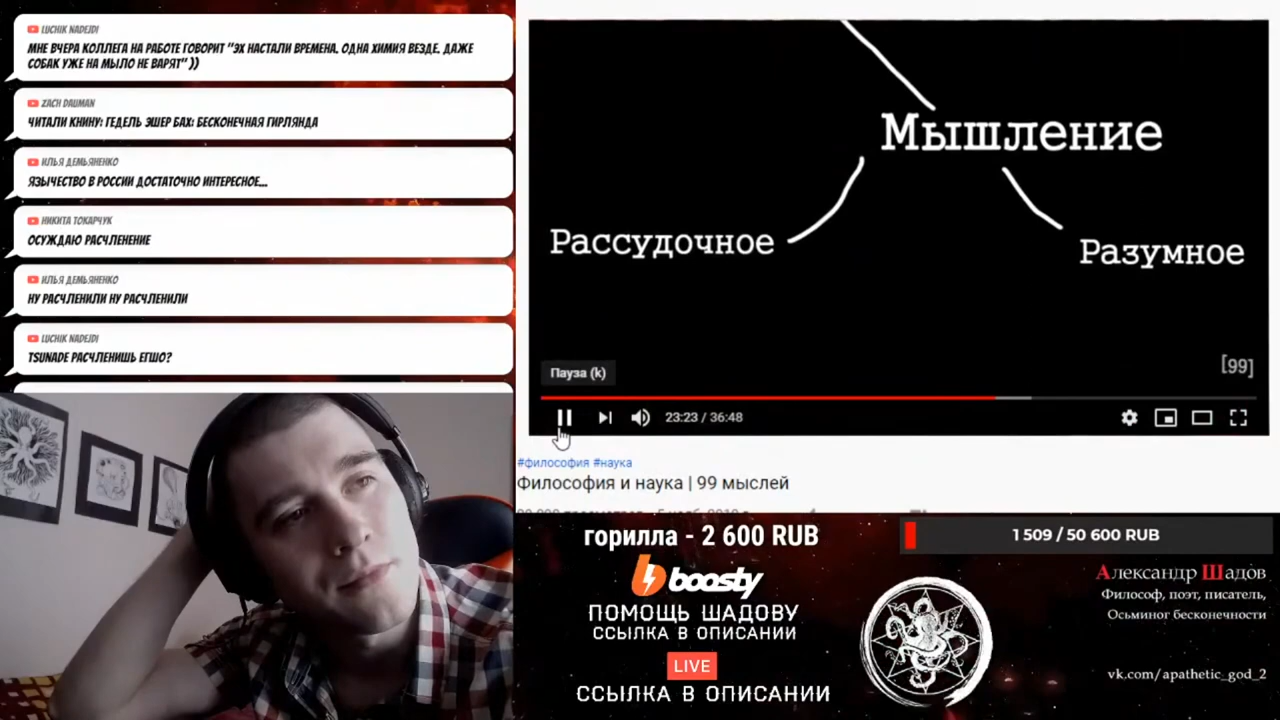 LUCHIK NADEJDI
МНЕ ВЧЕРА КОЛЛЕГА НА РАБОТЕ ГОВОРИТ "ЭХ НАСТАЛИ ВРЕМЕНА. ОДНА ХИМИЯ ВЕЗДЕ. ДАЖЕ
СОБАК УЖЕ НА МЫЛО НЕ ВАРЯТ" ))
ZACH DAUMAN
ЧИТАЛИ КНИНУ: ГЕДЕЛЬ ЭШЕР БАХ: БЕСКОНЕЧНАЯ ГИРЛЯНДА
ИЛЬЯ ДЕМЬЯНЕНКО
ЯЗЫЧЕСТВО В РОССИИ ДОСТАТОЧНО ИНТЕРЕСНОЕ...
НИКИТА ТОКАРЧУК
ОСУЖДАЮ РАСЧЛЕНЕНИЕ
ИЛЬЯ ДЕМЬЯНЕНКО
НУ РАСЧЛЕНИЛИ НУ РАСЧЛЕНИЛИ
LUCHIK NADEJDI
TSUNADE РАСЧЛЕНИШЬ ЕГШО?
Мышление
Рассудочное
Разумное
[99]
Пауза (k)
23:23 / 36:48
#философия #наука
Философия и наука | 99 мыслей
горилла - 2 600 RUB
boosty
ПОМОЩЬ ШАДОВУ
ССЫЛКА В ОПИСАНИИ
LIVE
ССЫЛКА В ОПИСАНИИ
1 509 / 50 600 RUB
Александр Шадов
Философ, поэт, писатель,
Осьминог бесконечности
vk.com/apathetic_god_2